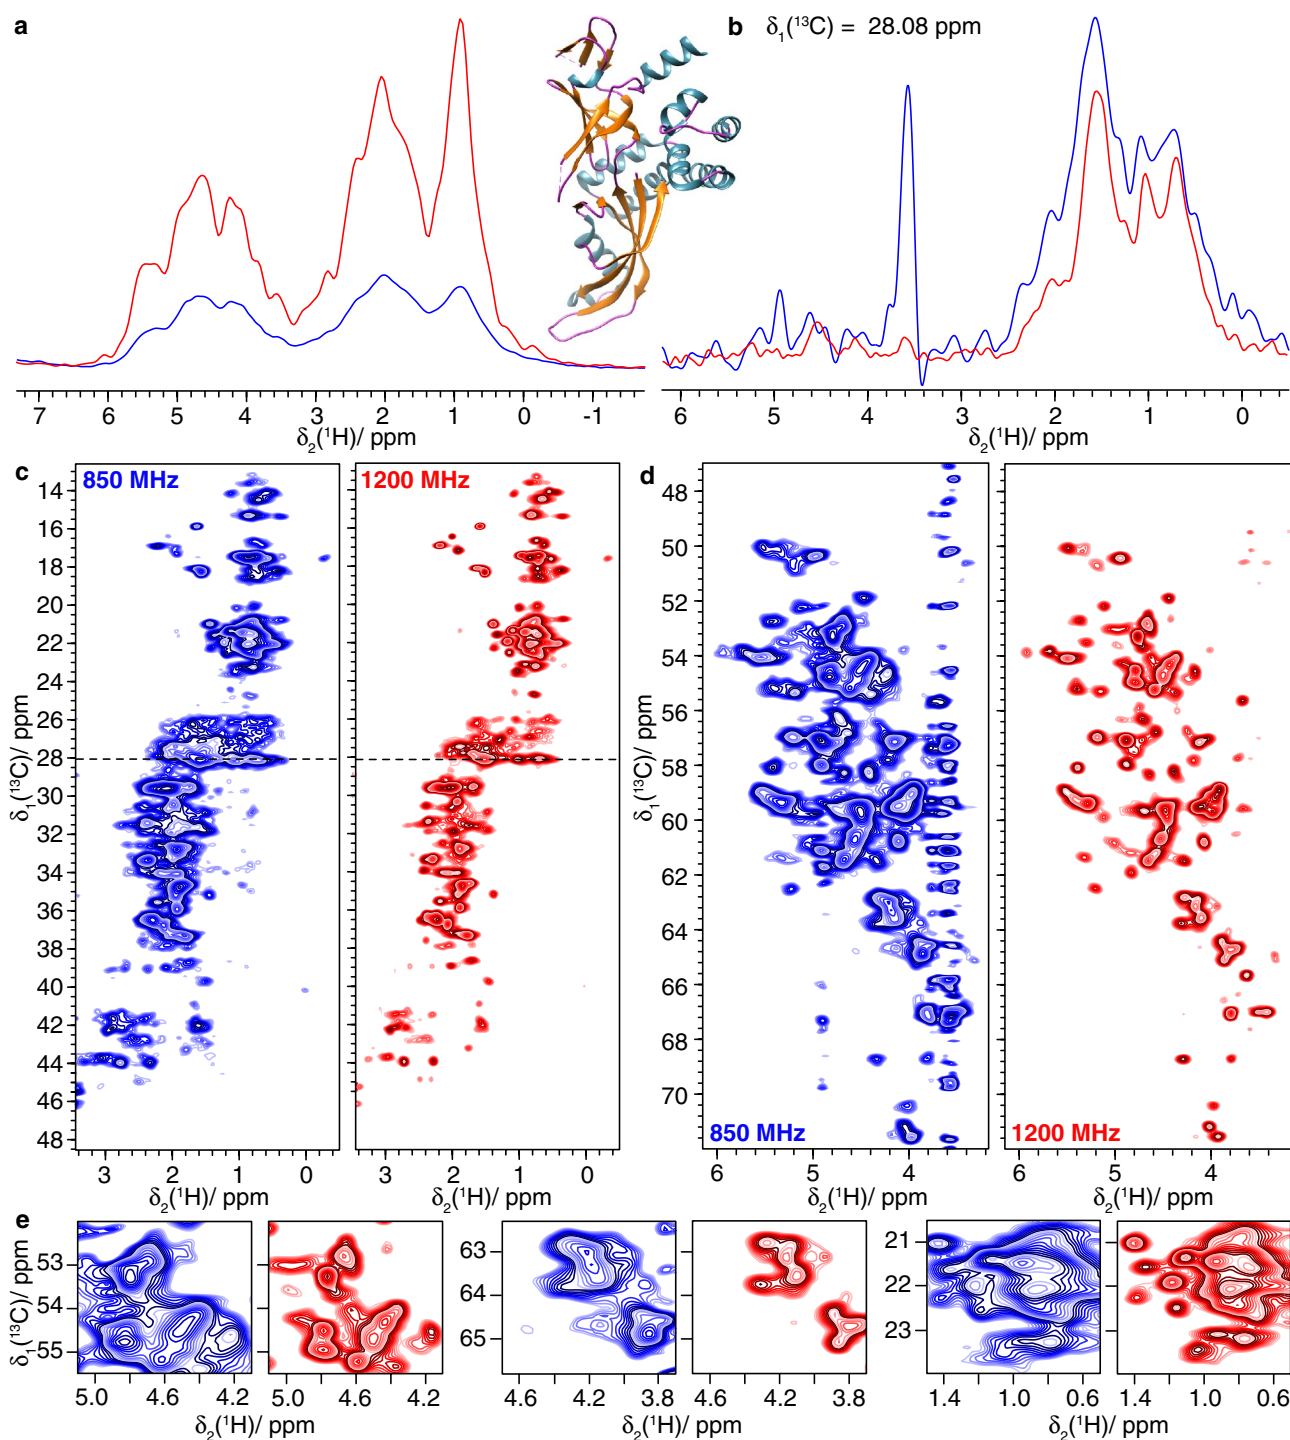 a
b δ₁(¹³C) = 28.08 ppm
7 6 5 4 3 2 1 0 -1
δ₂(¹H)/ ppm
6 5 4 3 2 1 0
δ₂(¹H)/ ppm
c 850 MHz
1200 MHz
d
14
16
18
20
22
24
26
28
30
32
34
36
38
40
42
44
46
48
δ₁(¹³C)/ ppm
3 2 1 0
δ₂(¹H)/ ppm
3 2 1 0
48
50
52
54
56
58
60
62
64
66
68
70
δ₁(¹³C)/ ppm
850 MHz
1200 MHz
6 5 4
δ₂(¹H)/ ppm
6 5 4
e
53
54
55
δ₁(¹³C)/ ppm
5.0 4.6 4.2
δ₂(¹H)/ ppm
5.0 4.6 4.2
63
64
65
4.6 4.2 3.8
δ₂(¹H)/ ppm
4.6 4.2 3.8
21
22
23
1.4 1.0 0.6
δ₂(¹H)/ ppm
1.4 1.0 0.6